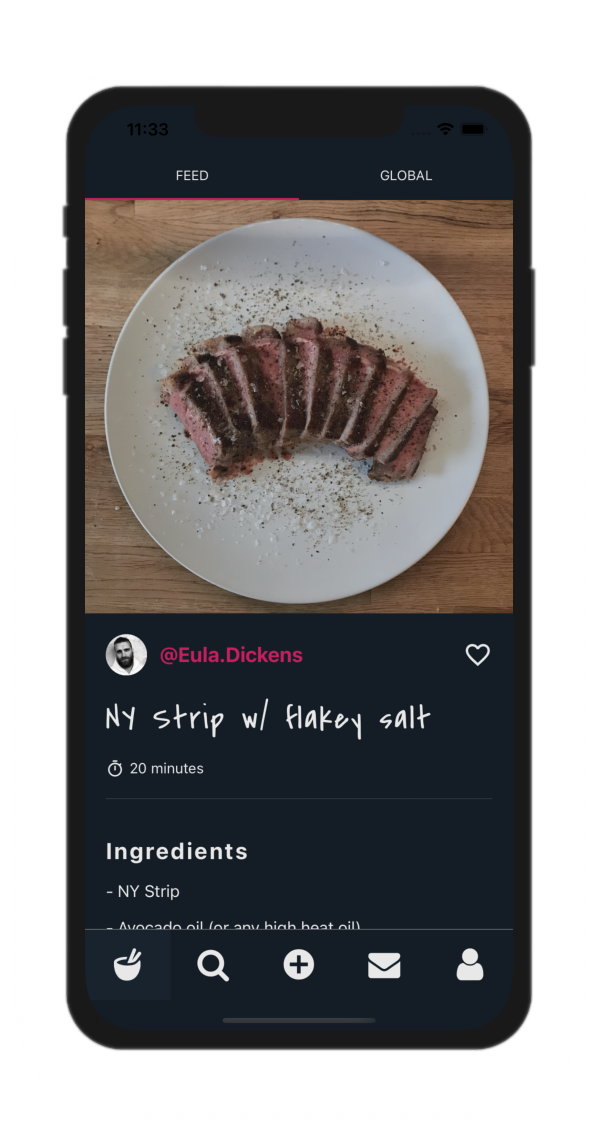 11:33
FEED GLOBAL
@Eula.Dickens
NY Strip w/ flakey salt
20 minutes
Ingredients
- NY Strip
- Avocado oil (or any high heat oil)